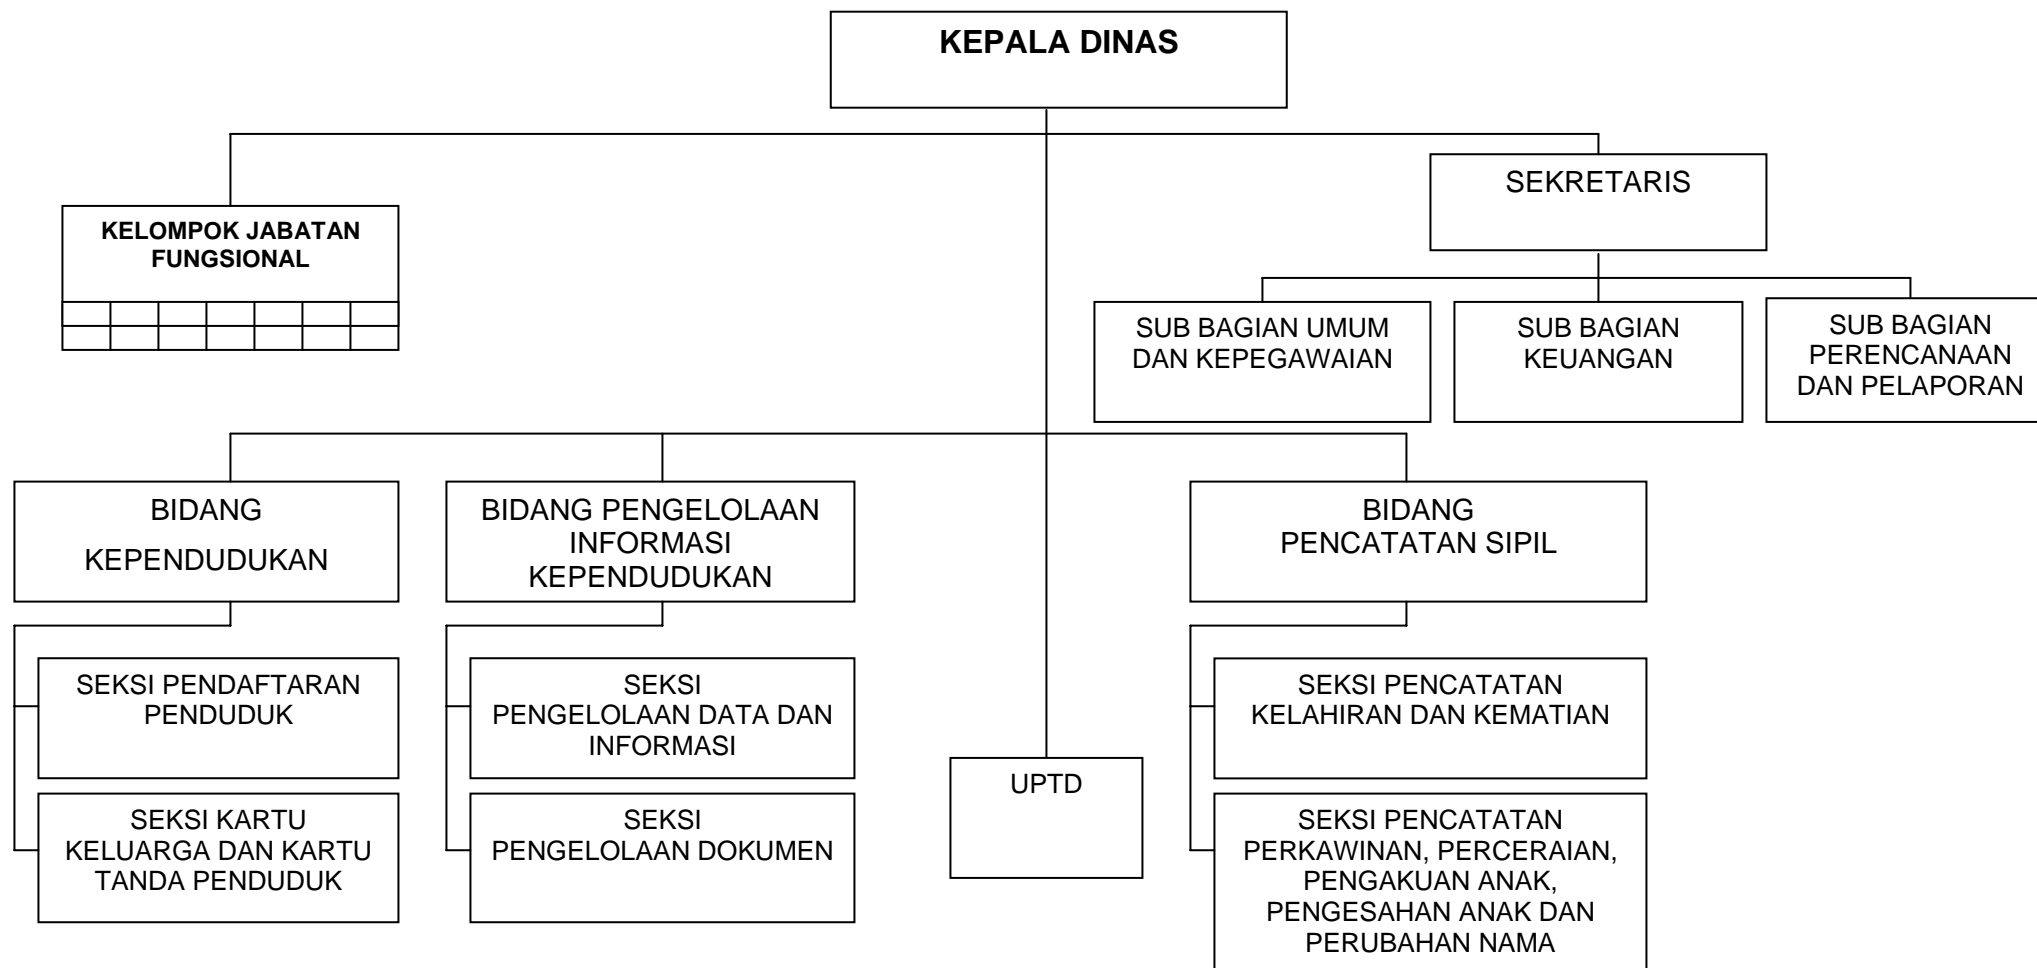 KEPALA DINAS
SEKRETARIS
KELOMPOK JABATAN
FUNGSIONAL
SUB BAGIAN UMUM
DAN KEPEGAWAIAN
SUB BAGIAN
KEUANGAN
SUB BAGIAN
PERENCANAAN
DAN PELAPORAN
BIDANG
KEPENDUDUKAN
BIDANG PENGELOLAAN
INFORMASI
KEPENDUDUKAN
BIDANG
PENCATATAN SIPIL
SEKSI PENDAFTARAN
PENDUDUK
SEKSI
PENGELOLAAN DATA DAN
INFORMASI
SEKSI PENCATATAN
KELAHIRAN DAN KEMATIAN
UPTD
SEKSI KARTU
KELUARGA DAN KARTU
TANDA PENDUDUK
SEKSI
PENGELOLAAN DOKUMEN
SEKSI PENCATATAN
PERKAWINAN, PERCERAIAN,
PENGAKUAN ANAK,
PENGESAHAN ANAK DAN
PERUBAHAN NAMA